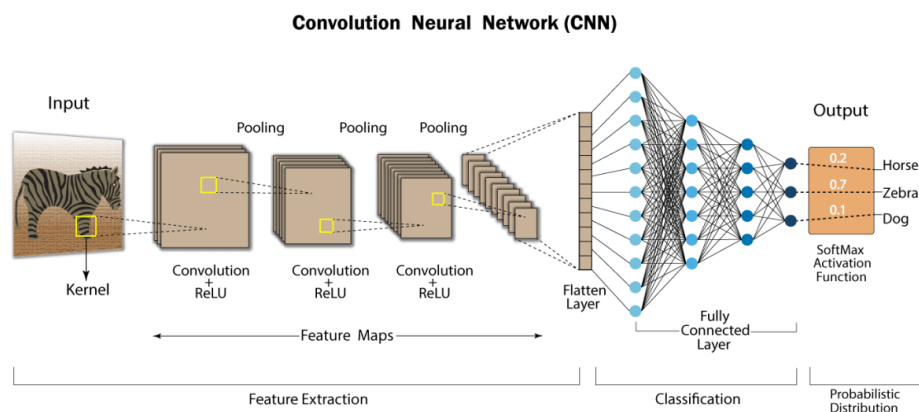 Convolution Neural Network (CNN)
Input
Output
Pooling
Pooling
Pooling
0.2
Horse
0.7
Zebra
0.1
Dog
Kernel
Convolution
+
ReLU
Convolution
+
ReLU
Convolution
+
ReLU
Flatten
Layer
SoftMax
Activation
Function
Fully
Connected
Layer
Feature Maps
Feature Extraction
Classification
Probabilistic
Distribution